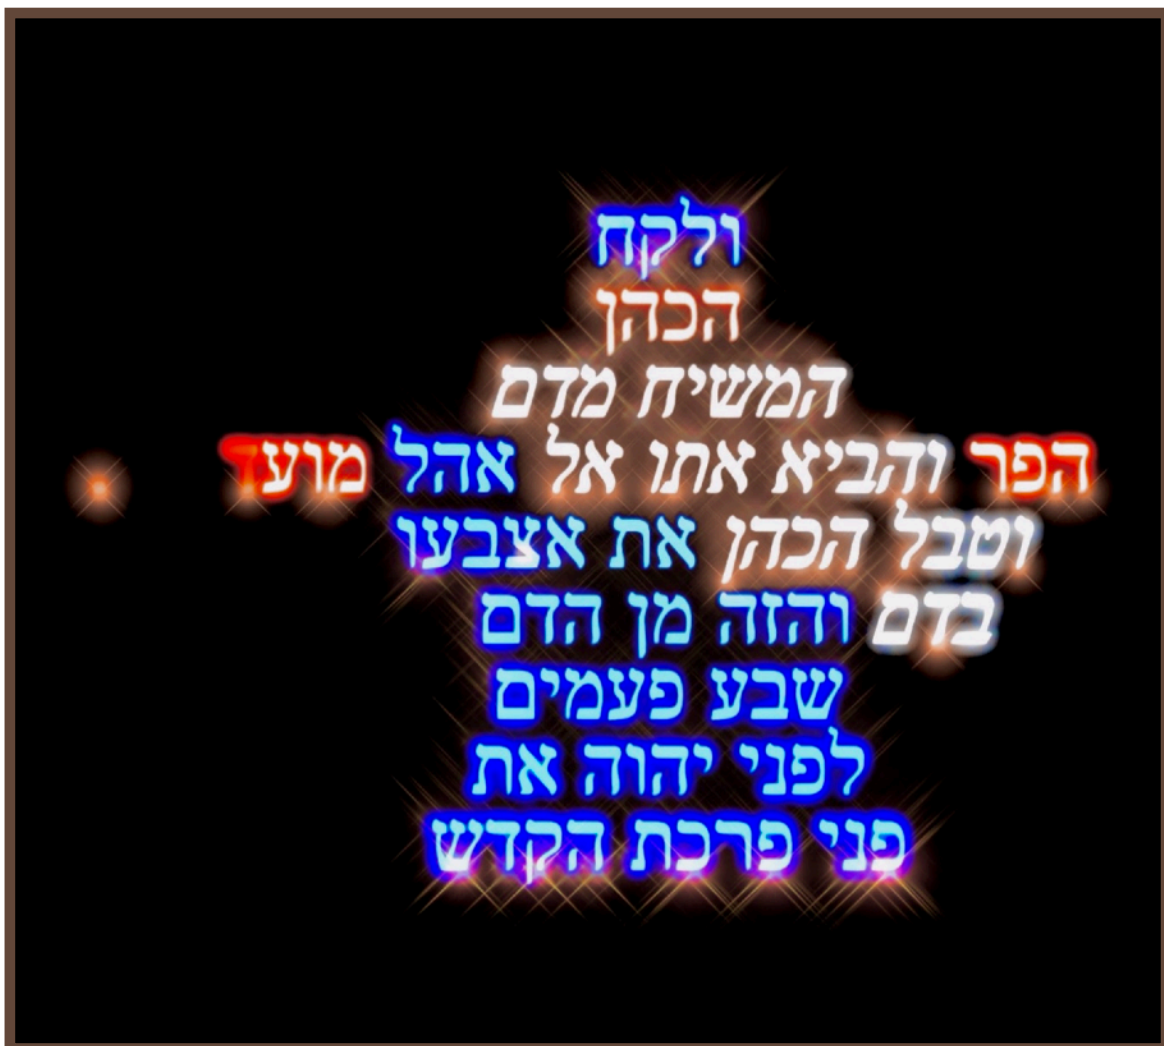 ולקח
הכהן
המשיח מדם
הפר והביא אתו אל אהל מועד
וטבל הכהן את אצבעו
בדם והזה מן הדם
שבע פעמים
לפני יהוה את
פני פרכת הקדש